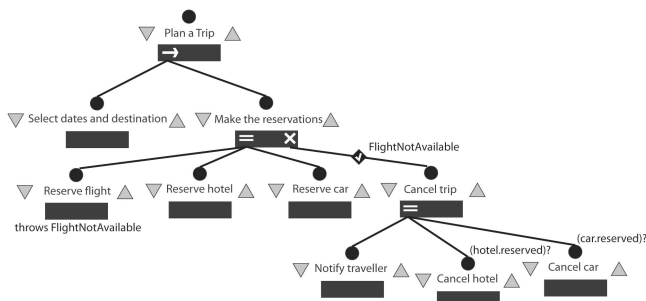 Plan a Trip
Select dates and destination
Make the reservations
FlightNotAvailable
Reserve flight
Reserve hotel
Reserve car
Cancel trip
throws FlightNotAvailable
(hotel.reserved)?
(car.reserved)?
Notify traveller
Cancel hotel
Cancel car